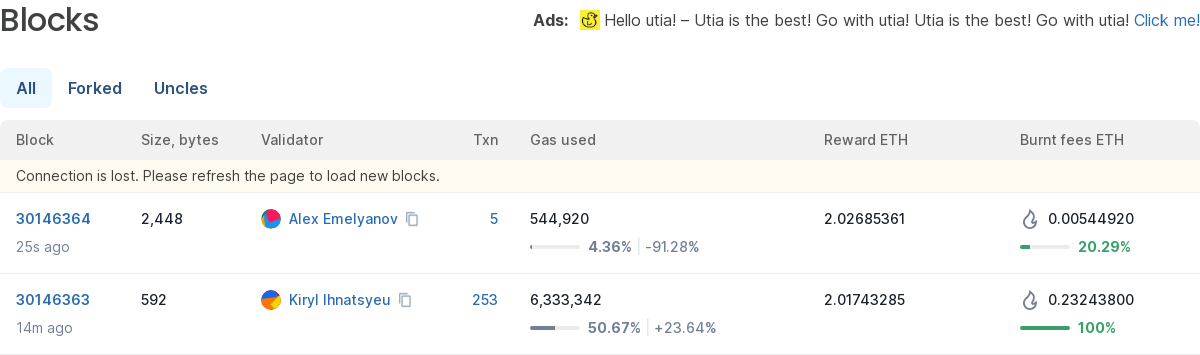 Blocks
Ads: Hello utia! – Utia is the best! Go with utia! Utia is the best! Go with utia! Click me!
All Forked Uncles
Block Size, bytes Validator Txn Gas used Reward ETH Burnt fees ETH
Connection is lost. Please refresh the page to load new blocks.
30146364 2,448 Alex Emelyanov 5 544,920 2.02685361 0.00544920
25s ago 4.36% -91.28% 20.29%
30146363 592 Kiryl Ihnatsyeu 253 6,333,342 2.01743285 0.23243800
14m ago 50.67% +23.64% 100%